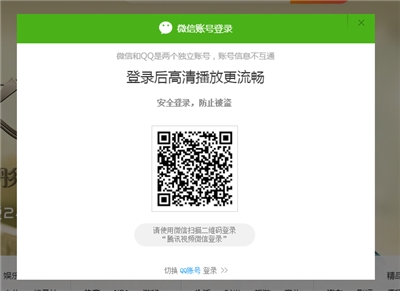 微信账号登录
微信和QQ是两个独立账号，账号信息不互通
登录后高清播放更流畅
安全登录，防止被盗
请使用微信扫描二维码登录
“腾讯视频微信登录”
切换 QQ账号 登录 >>
娱乐